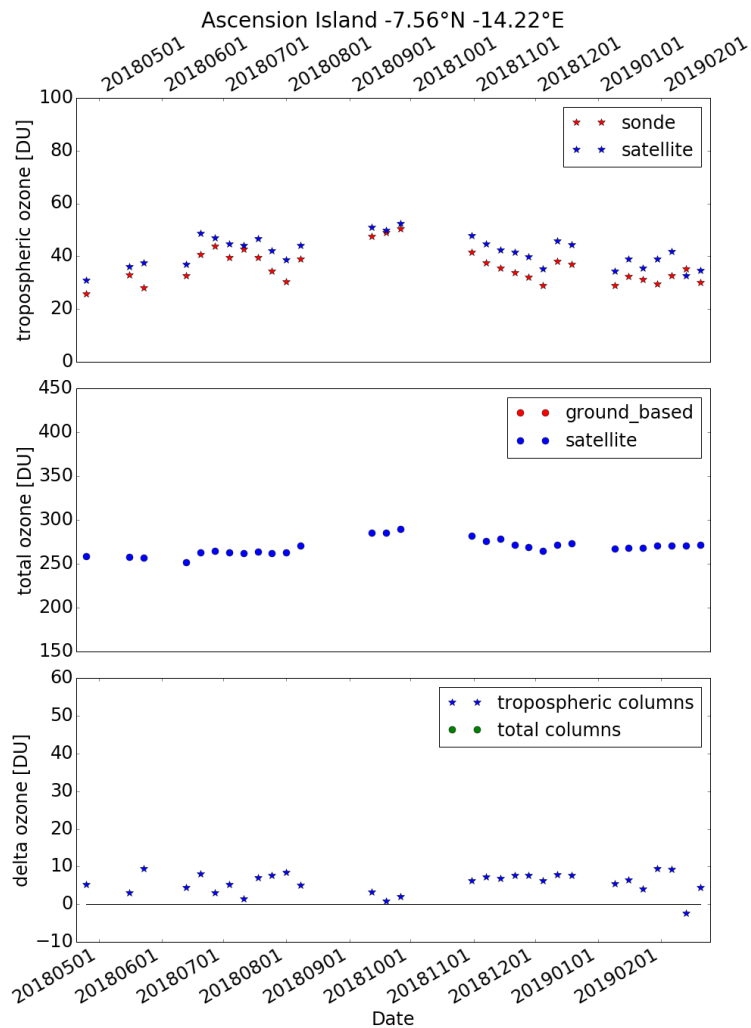 Ascension Island -7.56°N -14.22°E
20180501 20180601 20180701 20180801 20180901 20181001 20181101 20181201 20190101 20190201
tropospheric ozone [DU]
100
80
60
40
20
0
sonde
satellite
total ozone [DU]
450
400
350
300
250
200
150
ground_based
satellite
delta ozone [DU]
60
50
40
30
20
10
0
−10
tropospheric columns
total columns
20180501 20180601 20180701 20180801 20180901 20181001 20181101 20181201 20190101 20190201
Date